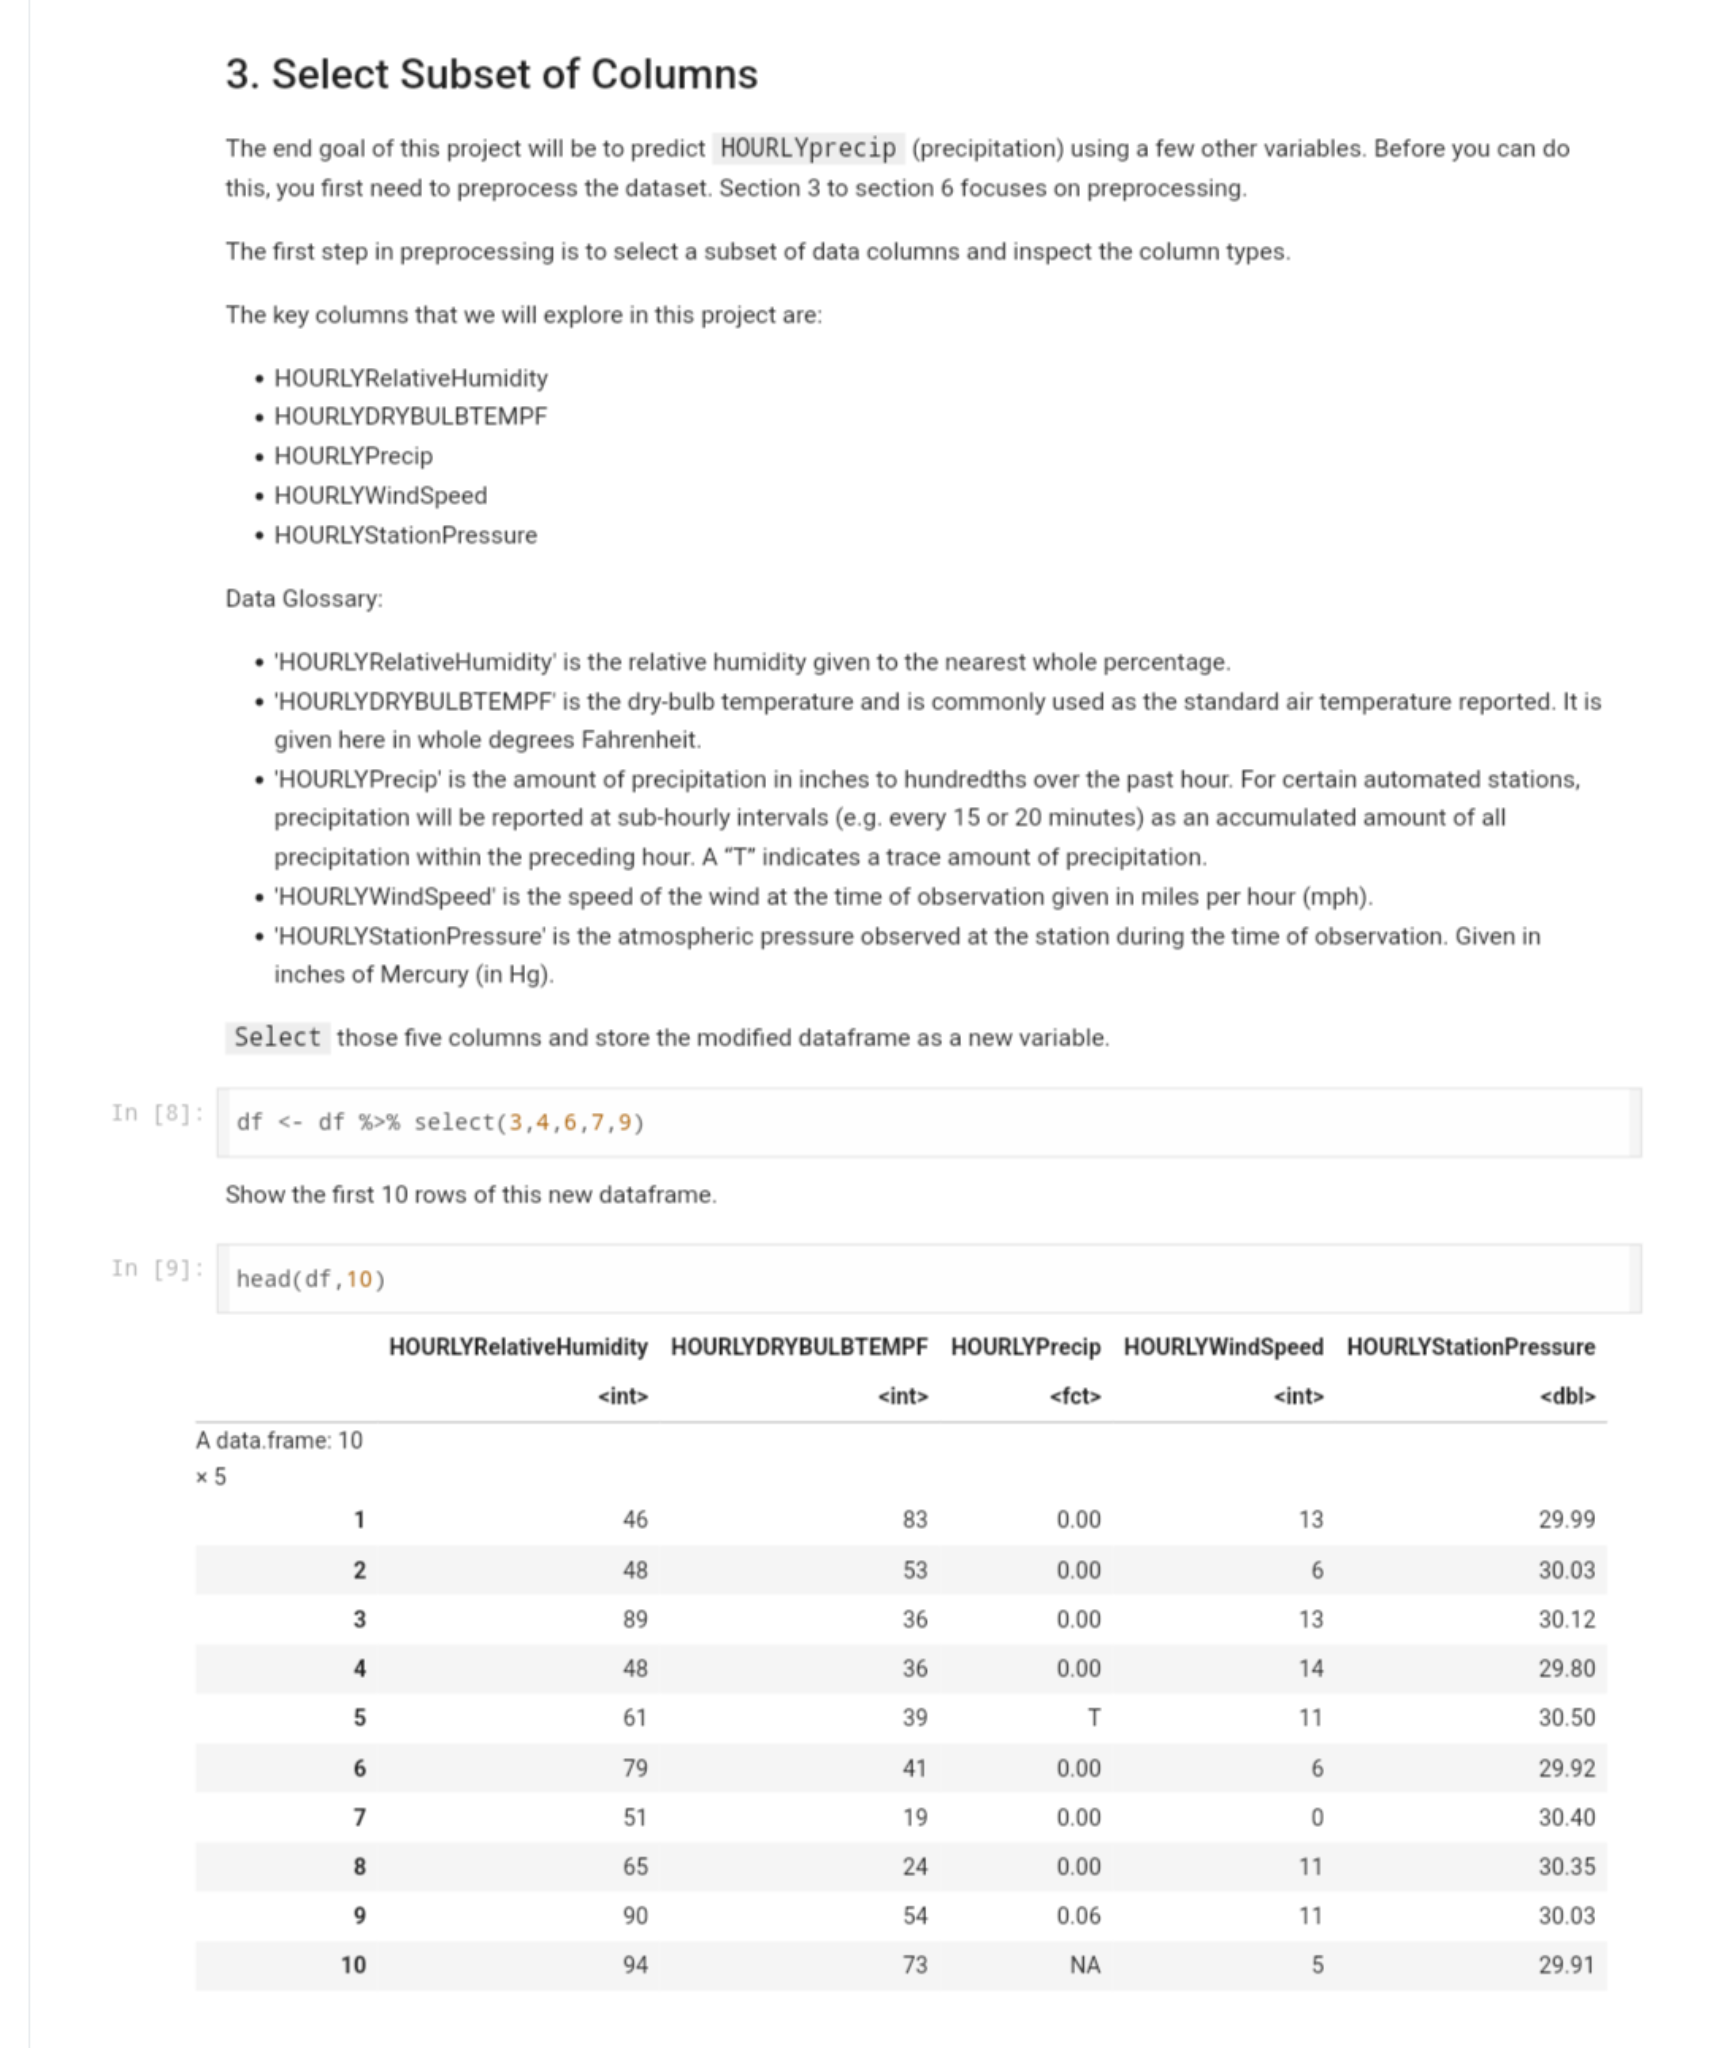 3. Select Subset of Columns
The end goal of this project will be to predict HOURLYprecip (precipitation) using a few other variables. Before you can do
this, you first need to preprocess the dataset. Section 3 to section 6 focuses on preprocessing.
The first step in preprocessing is to select a subset of data columns and inspect the column types.
The key columns that we will explore in this project are:
• HOURLYRelativeHumidity
• HOURLYDRYBULBTEMPF
• HOURLYPrecip
• HOURLYWindSpeed
• HOURLYStationPressure
Data Glossary:
• 'HOURLYRelativeHumidity' is the relative humidity given to the nearest whole percentage.
• 'HOURLYDRYBULBTEMPF' is the dry-bulb temperature and is commonly used as the standard air temperature reported. It is
given here in whole degrees Fahrenheit.
• 'HOURLYPrecip' is the amount of precipitation in inches to hundredths over the past hour. For certain automated stations,
precipitation will be reported at sub-hourly intervals (e.g. every 15 or 20 minutes) as an accumulated amount of all
precipitation within the preceding hour. A “T” indicates a trace amount of precipitation.
• 'HOURLYWindSpeed' is the speed of the wind at the time of observation given in miles per hour (mph).
• 'HOURLYStationPressure' is the atmospheric pressure observed at the station during the time of observation. Given in
inches of Mercury (in Hg).
Select those five columns and store the modified dataframe as a new variable.
In [8]: df <- df %>% select(3,4,6,7,9)
Show the first 10 rows of this new dataframe.
In [9]: head(df,10)
HOURLYRelativeHumidity HOURLYDRYBULBTEMPF HOURLYPrecip HOURLYWindSpeed HOURLYStationPressure
<int> <int> <fct> <int> <dbl>
A data.frame: 10
× 5
1 46 83 0.00 13 29.99
2 48 53 0.00 6 30.03
3 89 36 0.00 13 30.12
4 48 36 0.00 14 29.80
5 61 39 T 11 30.50
6 79 41 0.00 6 29.92
7 51 19 0.00 0 30.40
8 65 24 0.00 11 30.35
9 90 54 0.06 11 30.03
10 94 73 NA 5 29.91